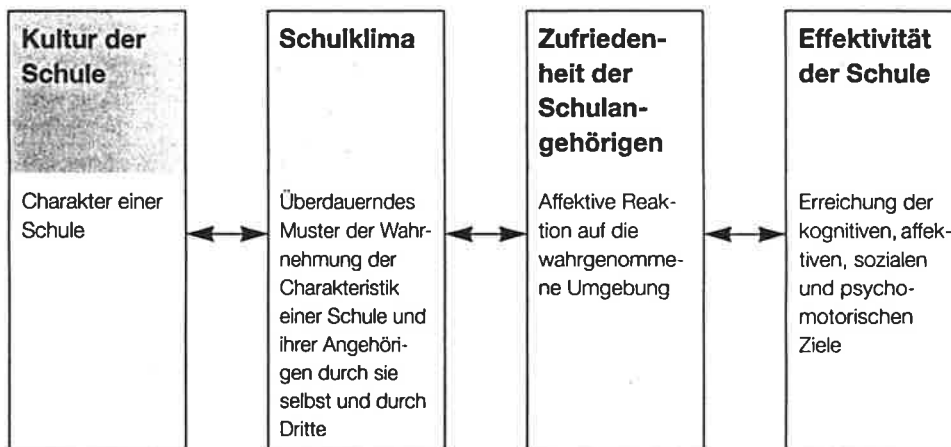 Kultur der
Schule
Charakter einer
Schule
Schulklima
Überdauerndes
Muster der Wahr-
nehmung der
Charakteristik
einer Schule und
ihrer Angehöri-
gen durch sie
selbst und durch
Dritte
Zufrieden-
heit der
Schulan-
gehörigen
Affektive Reak-
tion auf die
wahrgenomme-
ne Umgebung
Effektivität
der Schule
Erreichung der
kognitiven, affek-
tiven, sozialen
und psycho-
motorischen
Ziele